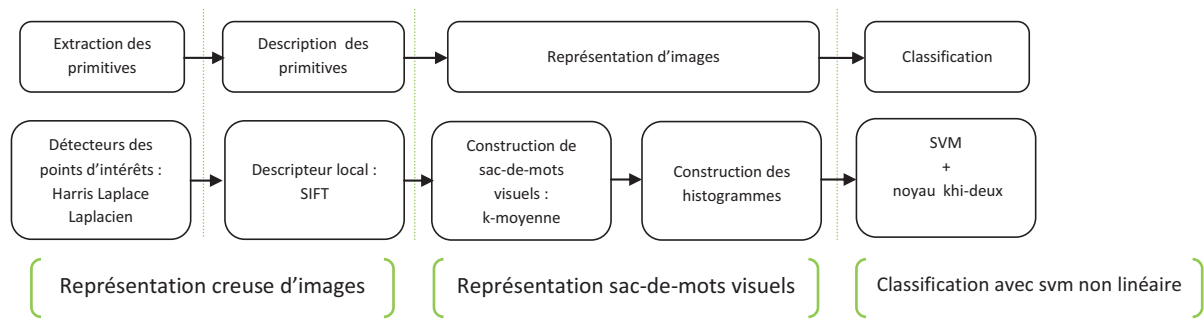 Extraction des
primitives
Description des
primitives
Représentation d'images
Classification
Détecteurs des
points d'intérêts :
Harris Laplace
Laplacien
Descripteur local :
SIFT
Construction de
sac-de-mots
visuels :
k-moyenne
Construction des
histogrammes
SVM
+
noyau khi-deux
Représentation creuse d'images
Représentation sac-de-mots visuels
Classification avec svm non linéaire